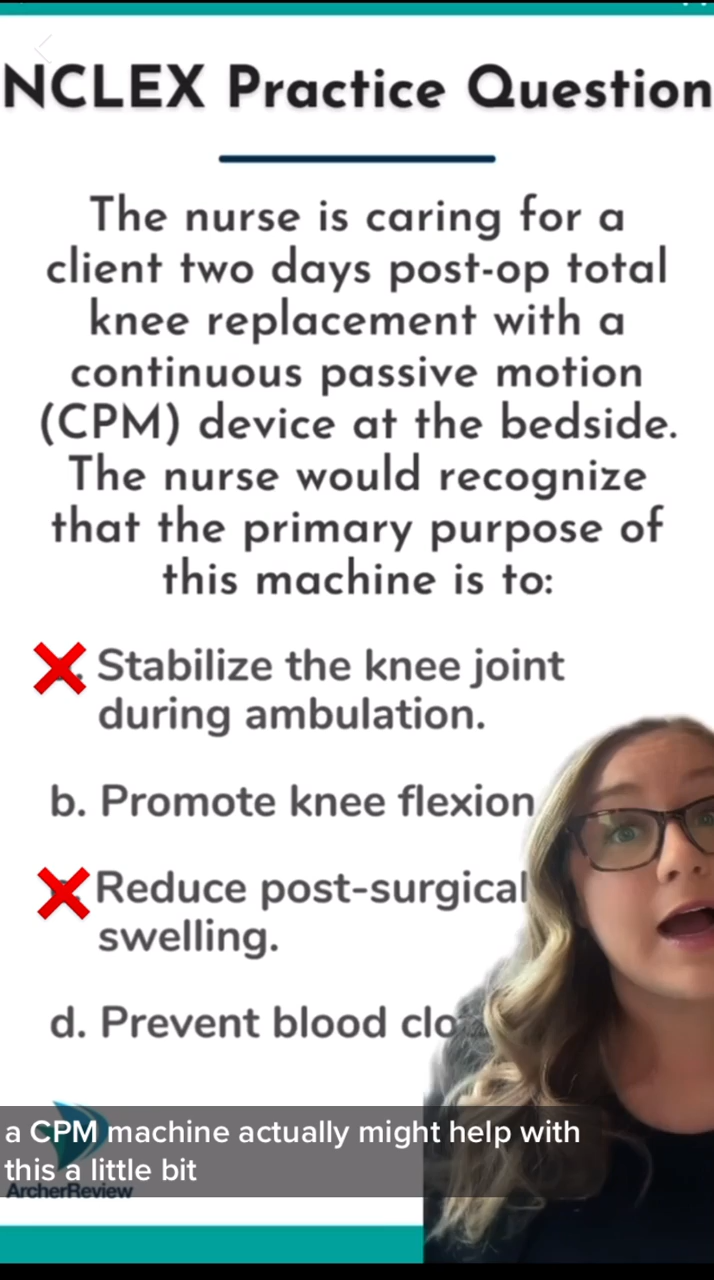 NCLEX Practice Question
The nurse is caring for a
client two days post-op total
knee replacement with a
continuous passive motion
(CPM) device at the bedside.
The nurse would recognize
that the primary purpose of
this machine is to:
Stabilize the knee joint
during ambulation.
b. Promote knee flexion
Reduce post-surgical
swelling.
d. Prevent blood clo
a CPM machine actually might help with
this a little bit
ArcherReview